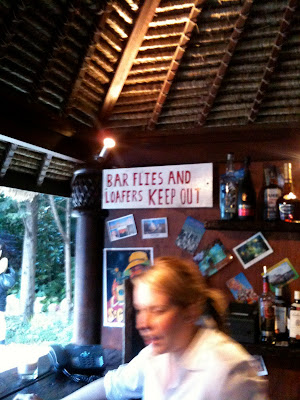 BAR FLIES AND
LOAFERS KEEP OUT